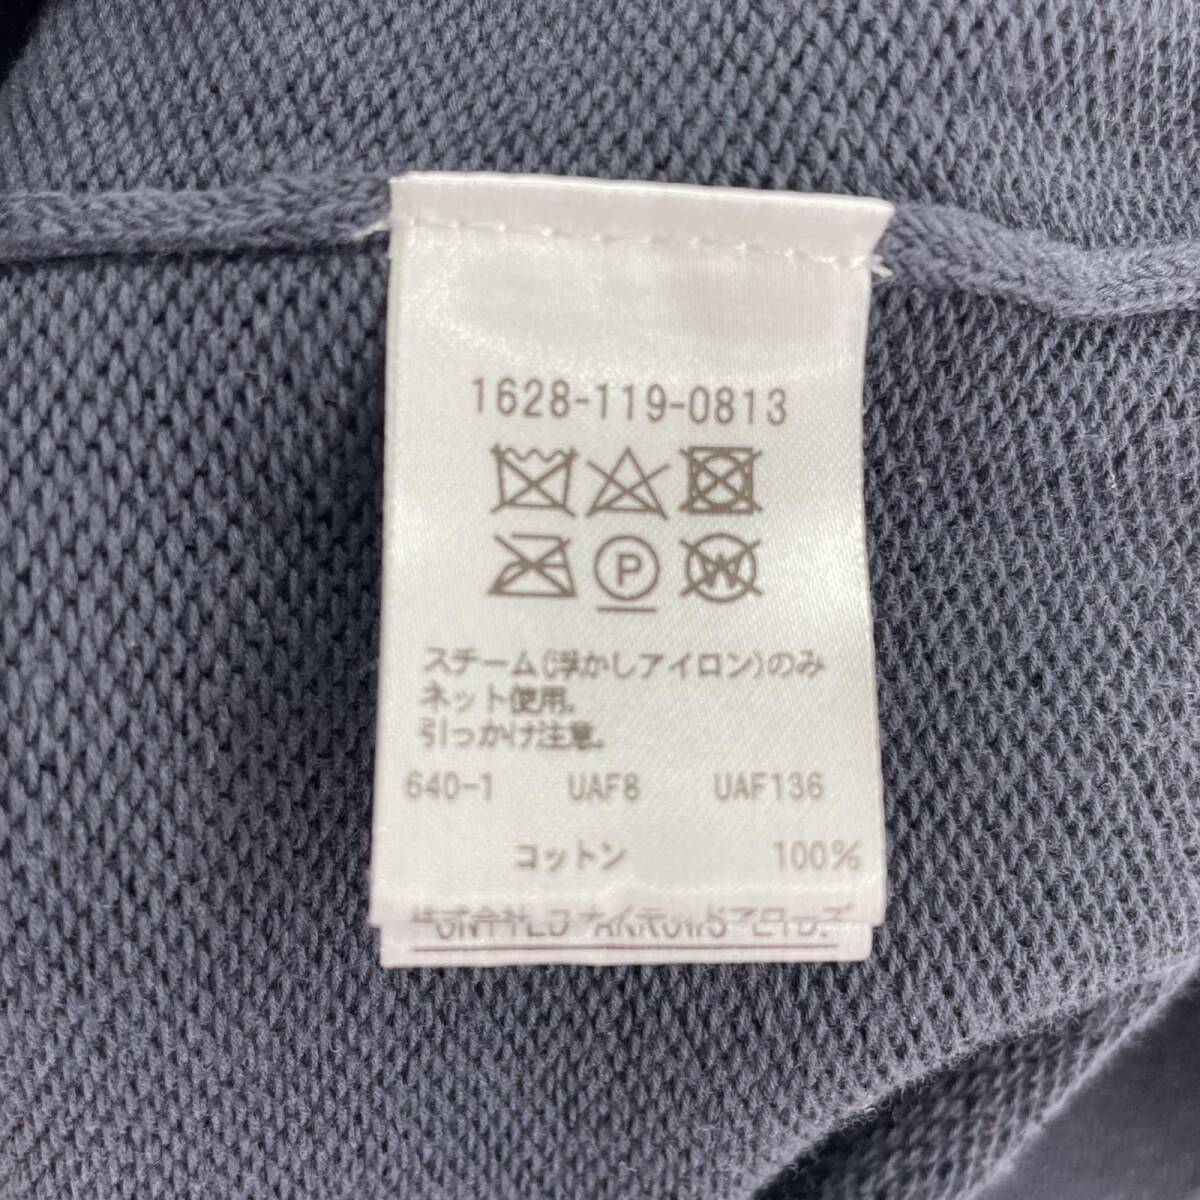 1628-119-0813
P W
スチーム(浮かしアイロン)のみ
ネット使用。
引っかけ注意。
640-1 UAF8 UAF136
コットン 100%